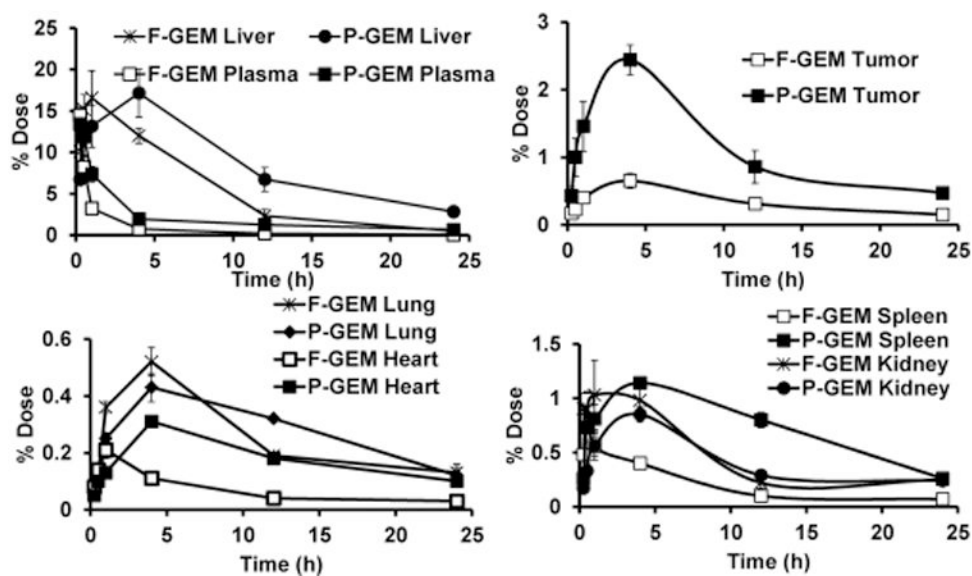 F-GEM Liver P-GEM Liver
F-GEM Plasma P-GEM Plasma
% Dose
25
20
15
10
5
0
0 5 10 15 20 25
Time (h)
F-GEM Tumor
P-GEM Tumor
% Dose
3
2
1
0
0 5 10 15 20 25
Time (h)
F-GEM Lung
P-GEM Lung
F-GEM Heart
P-GEM Heart
% Dose
0.6
0.4
0.2
0
0 5 10 15 20 25
Time (h)
F-GEM Spleen
P-GEM Spleen
F-GEM Kidney
P-GEM Kidney
% Dose
1.5
1
0.5
0
0 5 10 15 20 25
Time (h)